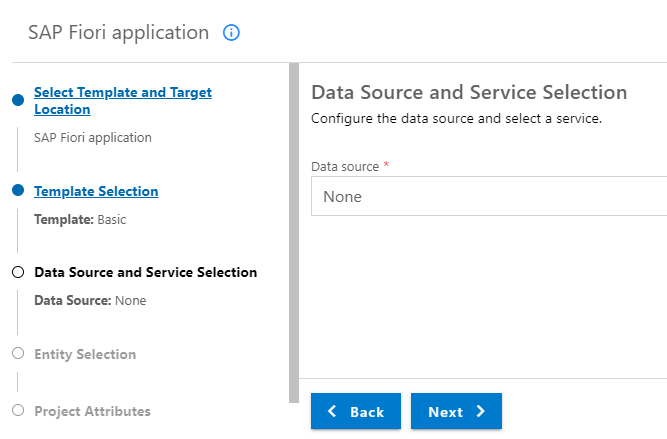 SAP Fiori application
Select Template and Target
Location
SAP Fiori application
Template Selection
Template: Basic
Data Source and Service Selection
Data Source: None
Entity Selection
Project Attributes
Data Source and Service Selection
Configure the data source and select a service.
Data source *
None
Back
Next